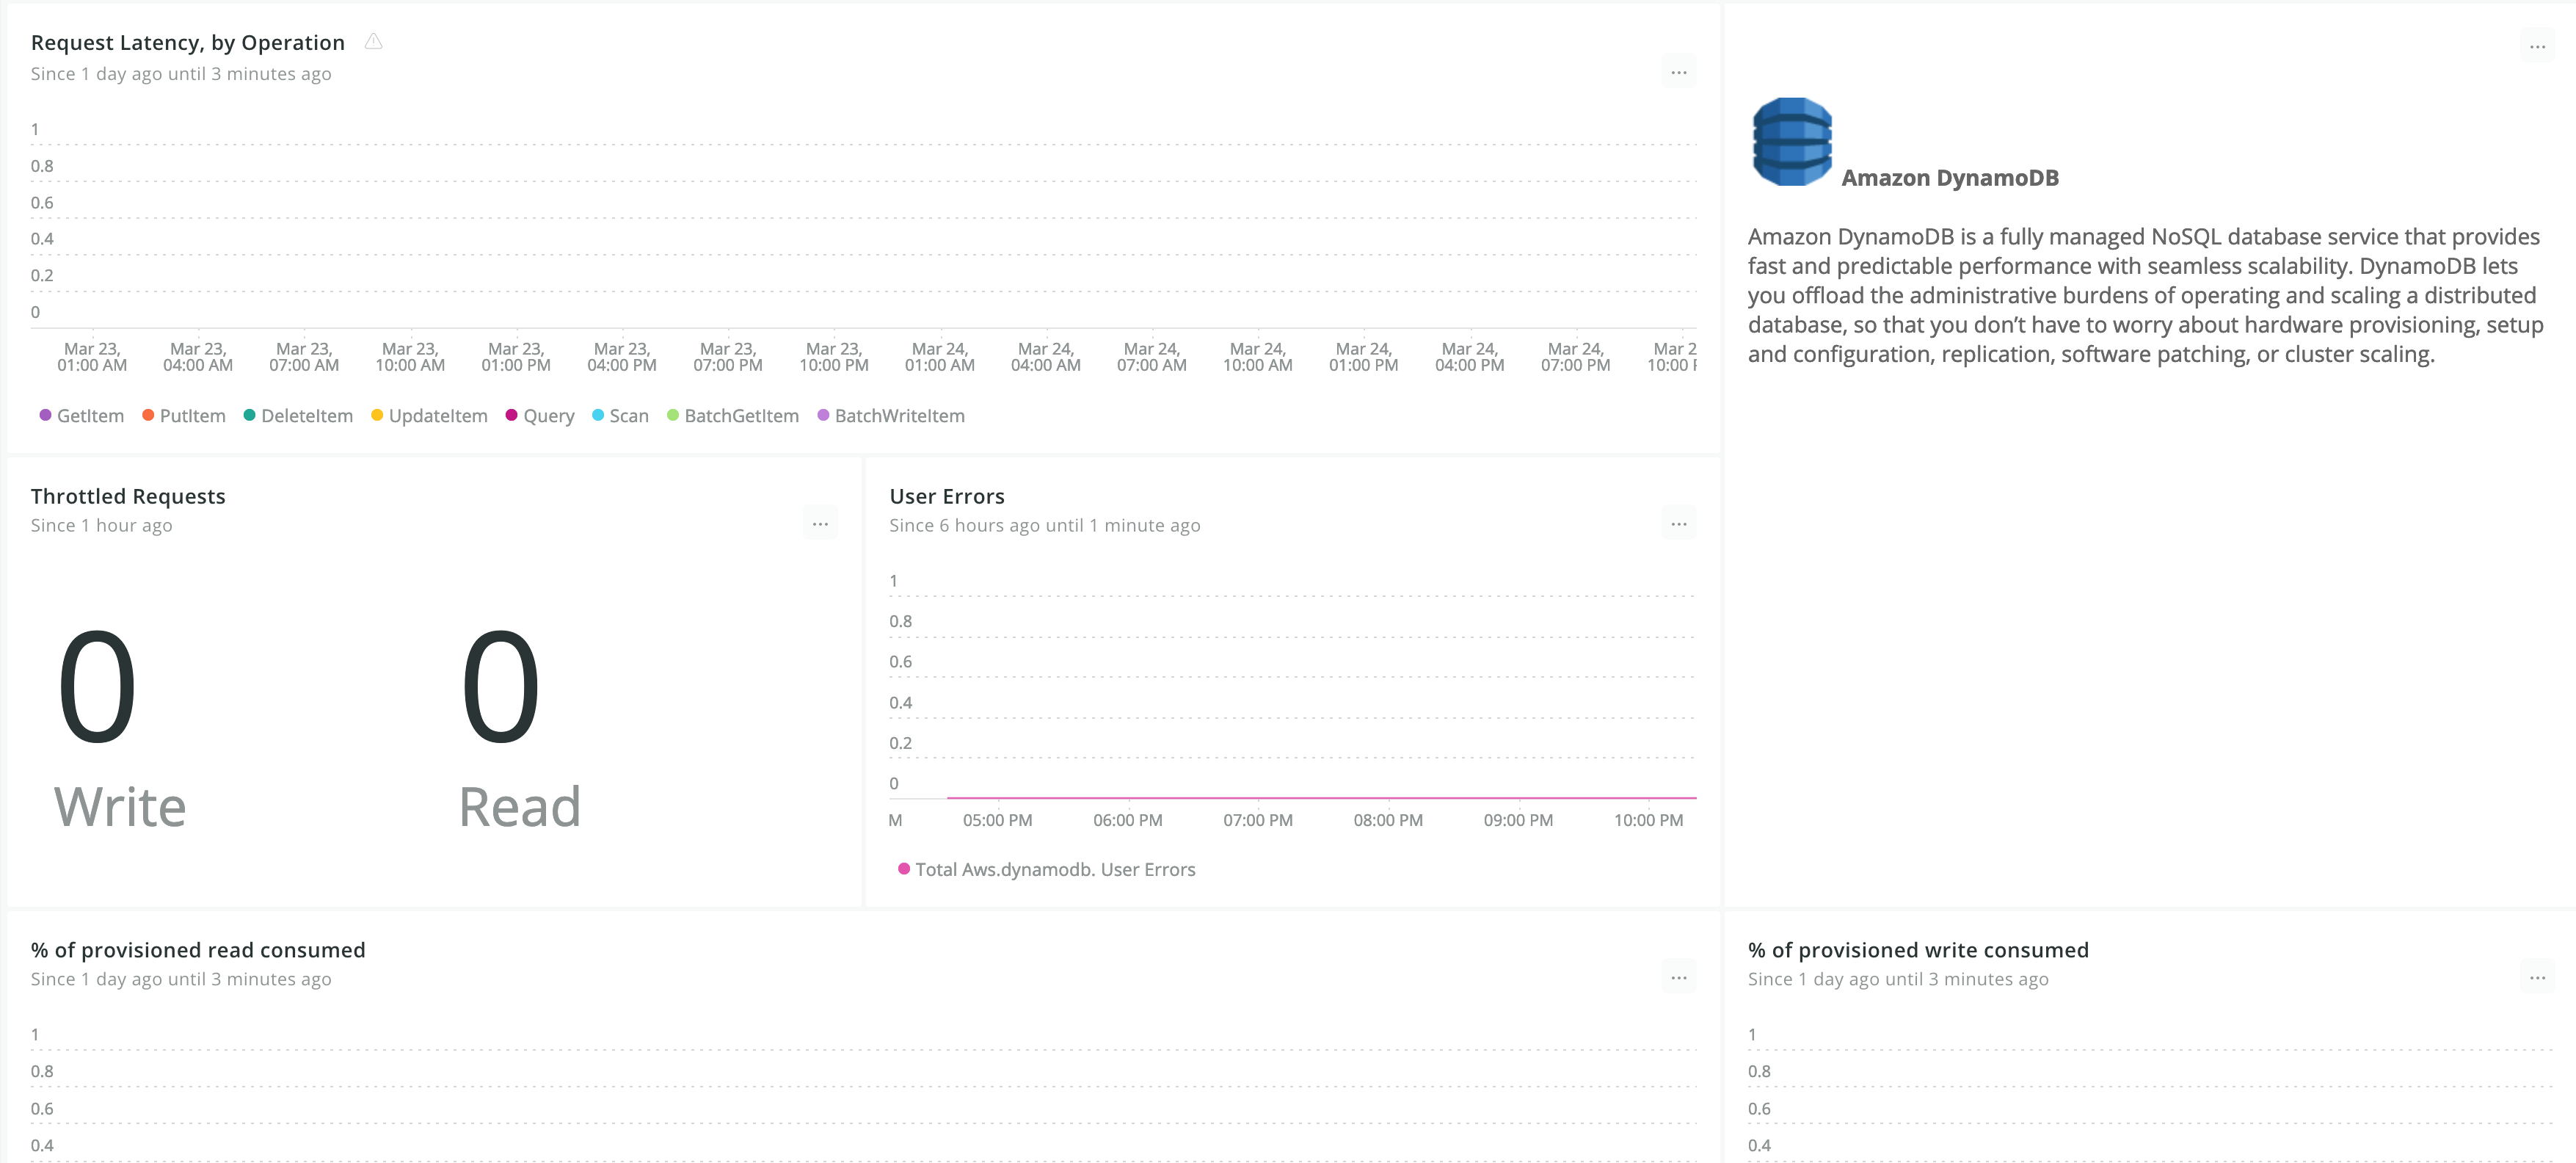 Request Latency, by Operation
Since 1 day ago until 3 minutes ago
...
1
0.8
0.6
0.4
0.2
0
Mar 23, 01:00 AM
Mar 23, 04:00 AM
Mar 23, 07:00 AM
Mar 23, 10:00 AM
Mar 23, 01:00 PM
Mar 23, 04:00 PM
Mar 23, 07:00 PM
Mar 23, 10:00 PM
Mar 24, 01:00 AM
Mar 24, 04:00 AM
Mar 24, 07:00 AM
Mar 24, 10:00 AM
Mar 24, 01:00 PM
Mar 24, 04:00 PM
Mar 24, 07:00 PM
Mar 2 10:00
GetItem PutItem DeleteItem UpdateItem Query Scan BatchGetItem BatchWriteItem
...
Amazon DynamoDB
Amazon DynamoDB is a fully managed NoSQL database service that provides
fast and predictable performance with seamless scalability. DynamoDB lets
you offload the administrative burdens of operating and scaling a distributed
database, so that you don’t have to worry about hardware provisioning, setup
and configuration, replication, software patching, or cluster scaling.
Throttled Requests
Since 1 hour ago
...
0
Write
0
Read
User Errors
Since 6 hours ago until 1 minute ago
...
1
0.8
0.6
0.4
0.2
0
M 05:00 PM 06:00 PM 07:00 PM 08:00 PM 09:00 PM 10:00 PM
Total Aws.dynamodb. User Errors
% of provisioned read consumed
Since 1 day ago until 3 minutes ago
...
1
0.8
0.6
0.4
% of provisioned write consumed
Since 1 day ago until 3 minutes ago
...
1
0.8
0.6
0.4